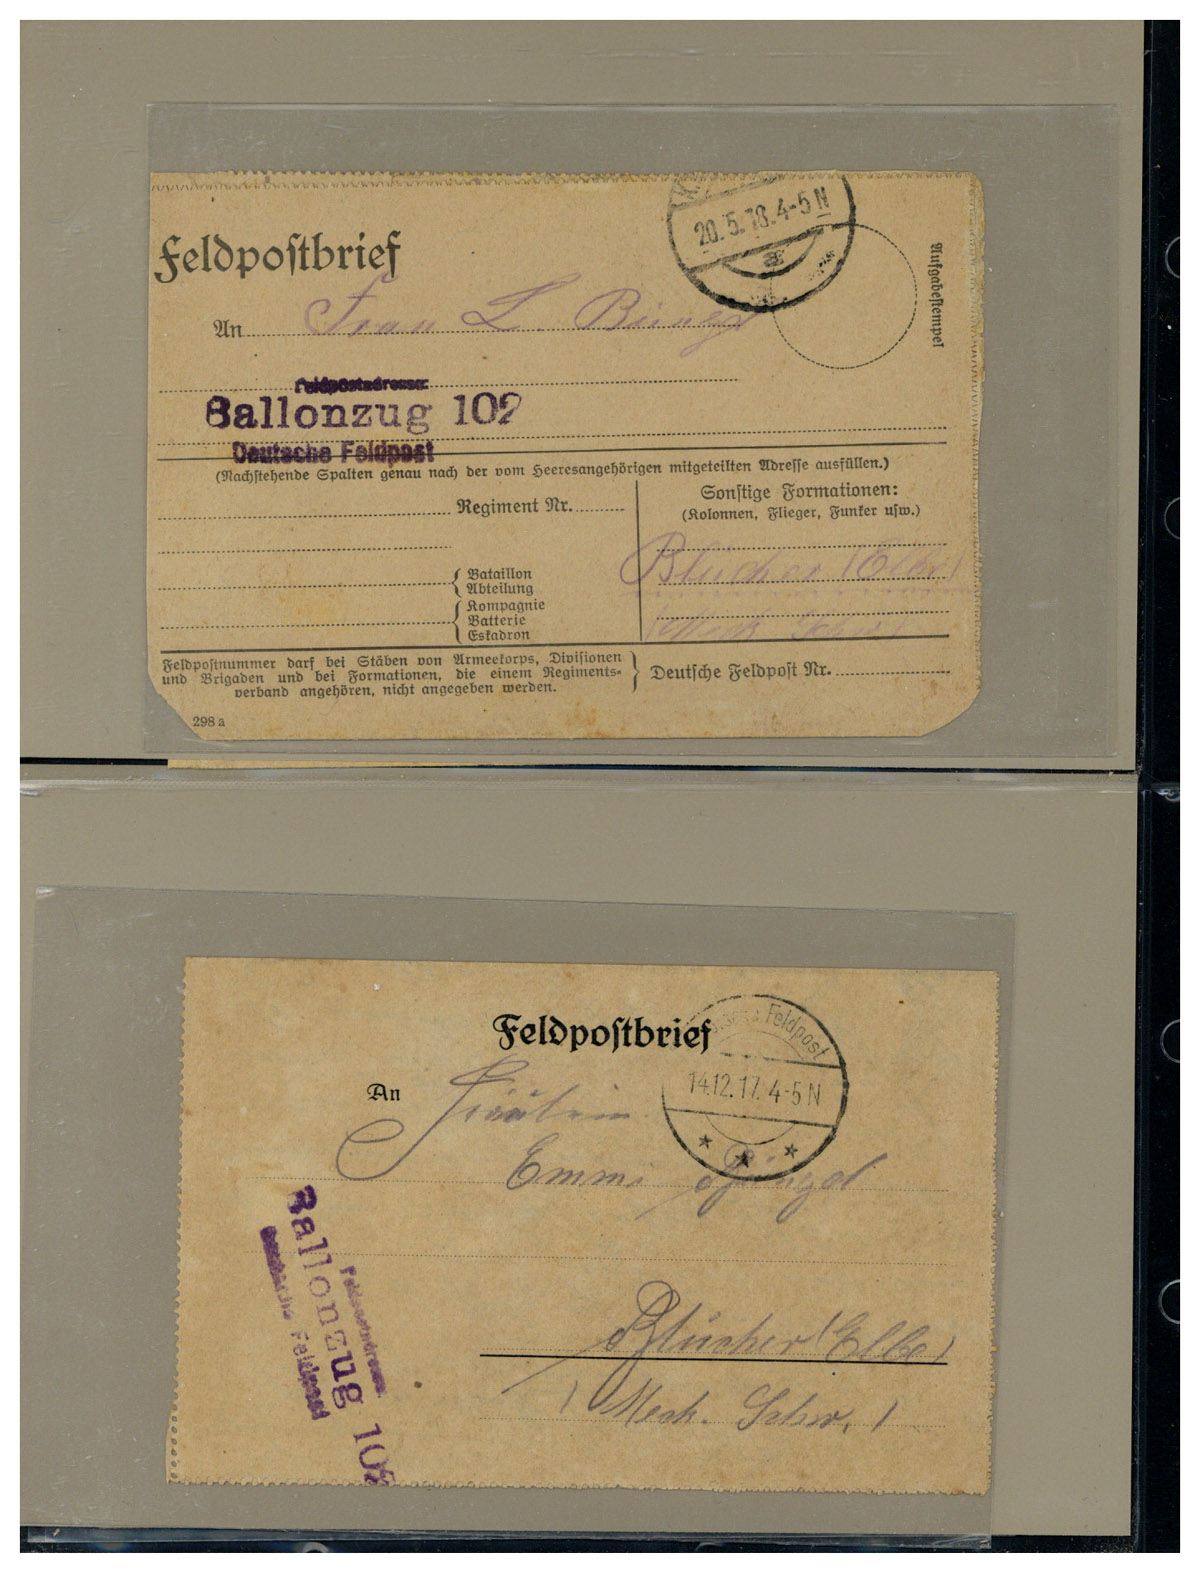 20.5.18.4-5N
Feldpostbrief
Aufgabestempel
An Frau L.
Feldpostadresse:
Ballonzug 102
Deutsche Feldpost
(Nachstehende Spalten genau nach der vom Heeresangehörigen mitgeteilten Adresse ausfüllen.)
Regiment Nr.
Sonstige Formationen:
(Kolonnen, Flieger, Funker usw.)
Blücher (Elbe)
(Meck. Schw.)
Bataillon
Abteilung
Kompagnie
Batterie
Eskadron
Feldpostnummer darf bei Stäben von Armeekorps, Divisionen
und Brigaden und bei Formationen, die einem Regiments-
verband angehören, nicht angegeben werden.
Deutsche Feldpost Nr.
298 a
Feldpostbrief
Feldpost
14.12.17. 4-5N
An Fräulein
Emmi
Feldpostadresse:
Ballonzug 102
Deutsche Feldpost
Blücher (Elbe)
(Meck. Schw.)